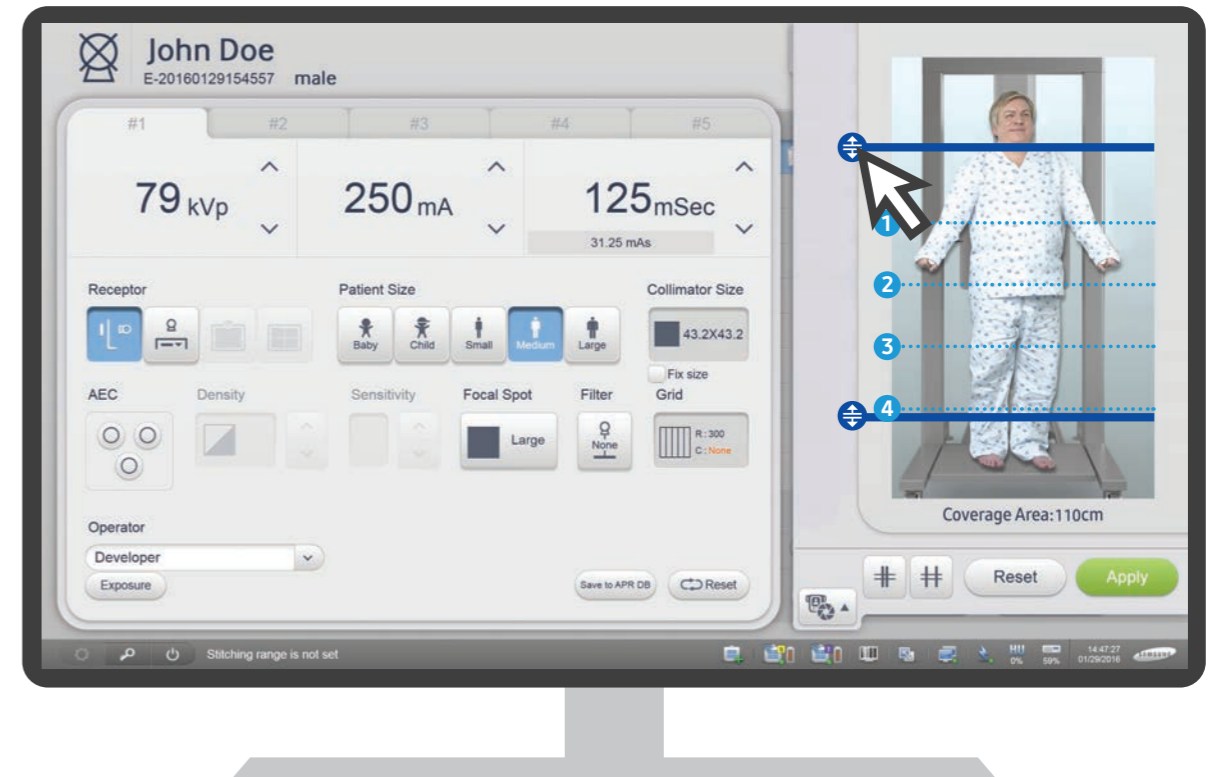 John Doe
E-20160129154557 male
#1 #2 #3 #4 #5
79 kVp 250 mA 125 mSec
31.25 mAs
Receptor Patient Size Collimator Size
Baby Child Small Medium Large 43.2X43.2
Fix size
AEC Density Sensitivity Focal Spot Filter Grid
Large None R : 300
C : None
Operator
Developer
Exposure Save to APR DB Reset
1
2
3
4
Coverage Area:110cm
Reset Apply
Stitching range is not set
HU
0% 59% 14:47:27
01/29/2016 SAMSUNG